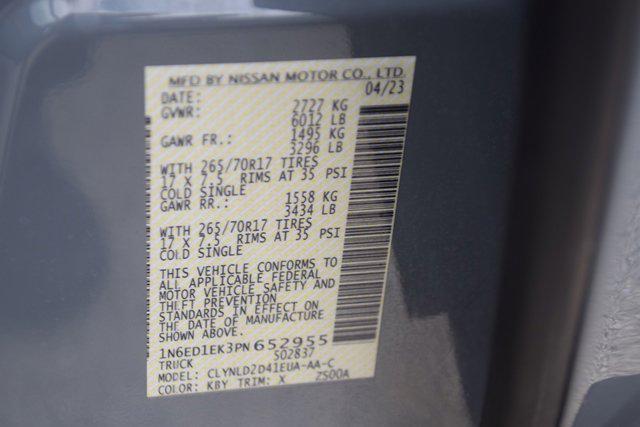 MFD BY NISSAN MOTOR CO., LTD.
DATE: 04/23
GVWR: 2727 KG
6012 LB
GAWR FR.: 1495 KG
3296 LB
WITH 265/70R17 TIRES
17 X 7.5 RIMS AT 35 PSI
COLD SINGLE
GAWR RR.: 1558 KG
3434 LB
WITH 265/70R17 TIRES
17 X 7.5 RIMS AT 35 PSI
COLD SINGLE
THIS VEHICLE CONFORMS TO
ALL APPLICABLE FEDERAL
MOTOR VEHICLE SAFETY AND
THEFT PREVENTION
STANDARDS IN EFFECT ON
THE DATE OF MANUFACTURE
SHOWN ABOVE.
1N6ED1EK3PN652955
TRUCK S02837
MODEL: CLYNLD2D41EUA-AA-C
COLOR: KBY TRIM: X ZS00A